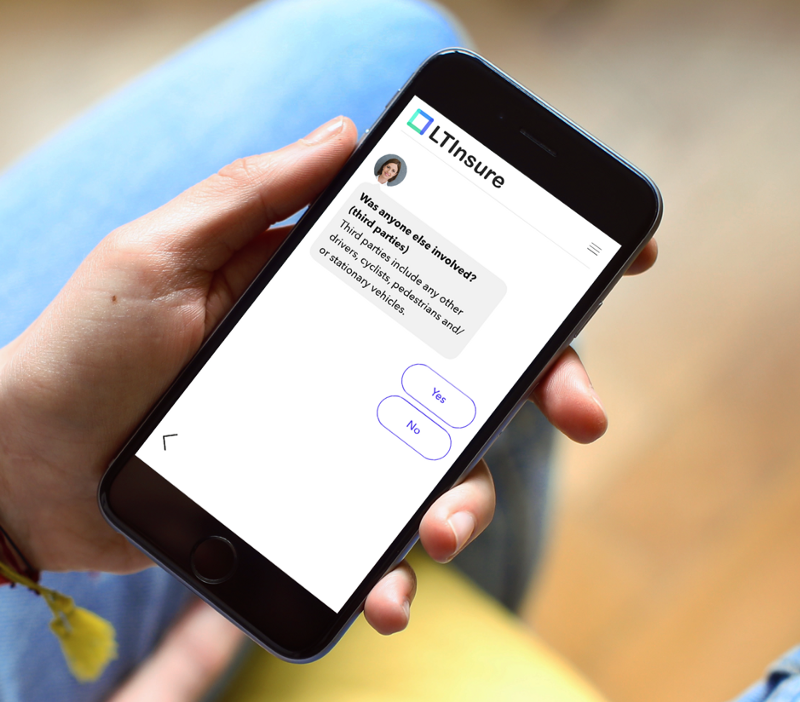 LTInsure
Was anyone else involved?
(third parties)
Third parties include any other
drivers, cyclists, pedestrians and/
or stationary vehicles.
Yes
No